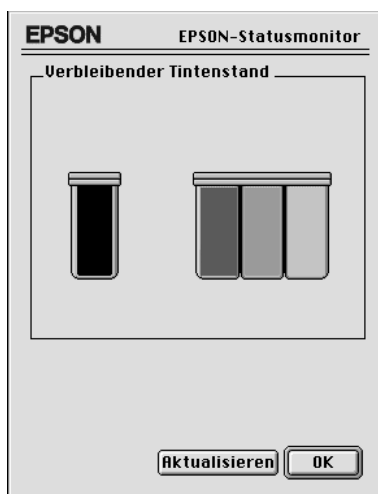 EPSON EPSON-Statusmonitor
Verbleibender Tintenstand
Aktualisieren OK